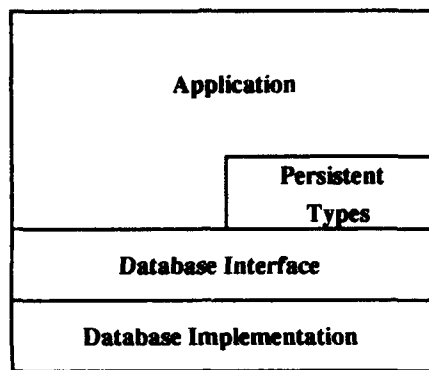 Application
Persistent
Types
Database Interface
Database Implementation